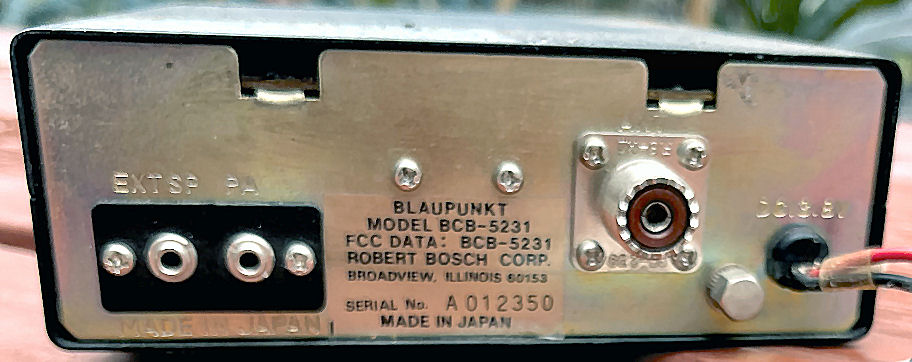 EXT SP PA
BLAUPUNKT
MODEL BCB-5231
FCC DATA: BCB-5231
ROBERT BOSCH CORP.
BROADVIEW, ILLINOIS 60153
SERIAL No. A 012350
MADE IN JAPAN
MADE IN JAPAN